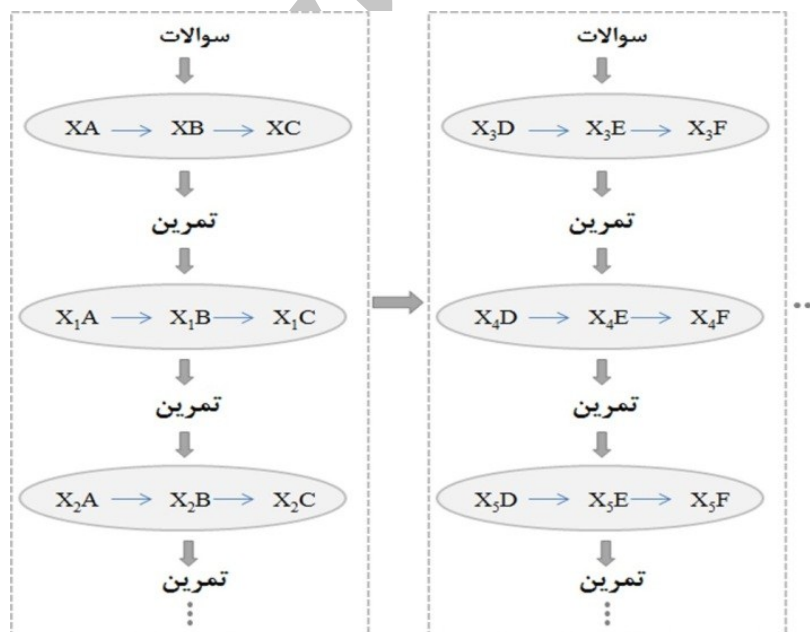 سوالات
XA → XB → XC
تمرین
X₁A → X₁B → X₁C
تمرین
X₂A → X₂B → X₂C
تمرین
سوالات
X₃D → X₃E → X₃F
تمرین
X₄D → X₄E → X₄F
تمرین
X₅D → X₅E → X₅F
تمرین